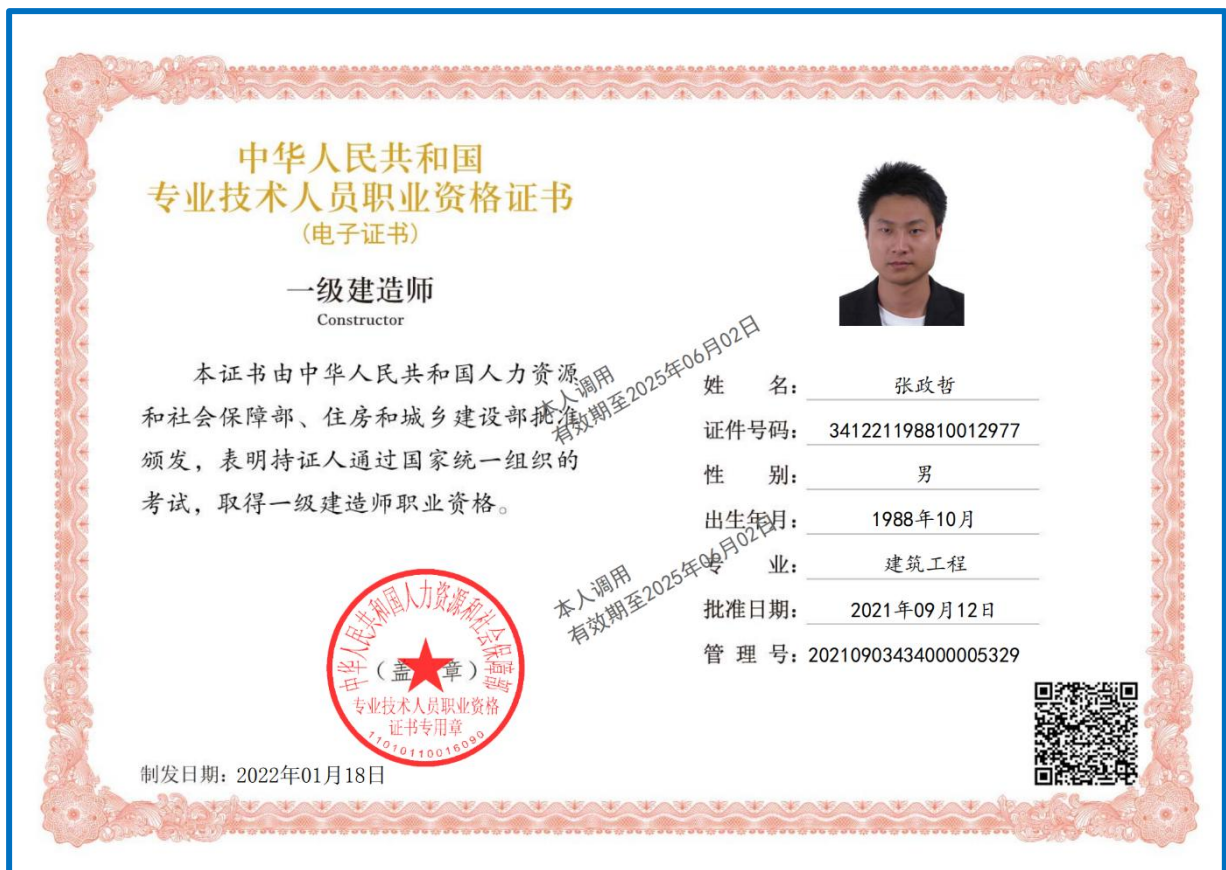 中华人民共和国
专业技术人员职业资格证书
(电子证书)
一级建造师
Constructor
本证书由中华人民共和国人力资源
和社会保障部、住房和城乡建设部批准
颁发，表明持证人通过国家统一组织的
考试，取得一级建造师职业资格。
本人调用
有效期至2025年06月02日
姓 名： 张政哲
证件号码： 341221198810012977
性 别： 男
出生年月： 1988年10月
专 业： 建筑工程
批准日期： 2021年09月12日
管 理 号： 20210903434000005329
本人调用
有效期至2025年06月02日
中华人民共和国人力资源和社会保障部
(盖 章)
专业技术人员职业资格
证书专用章
11010110016090
制发日期：2022年01月18日